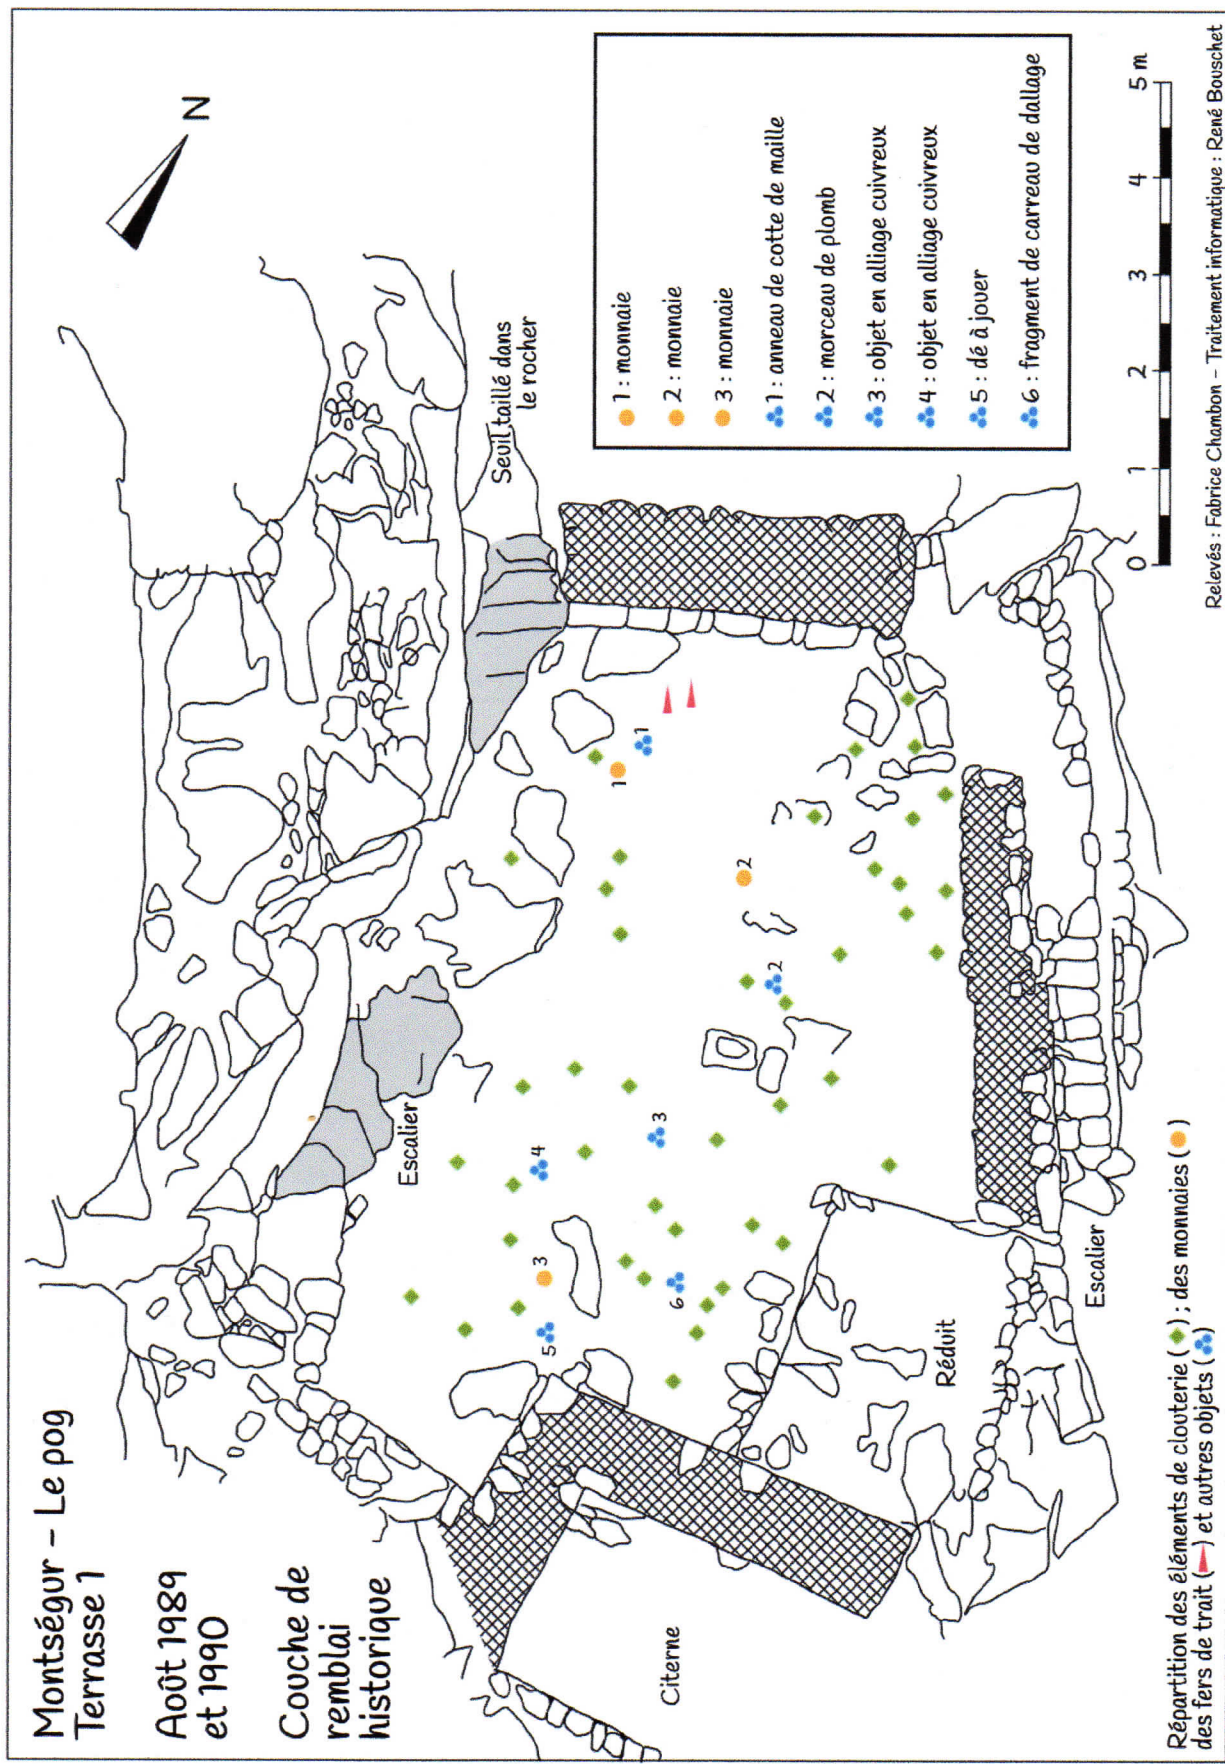 Montségur – Le pog
Terrasse 1
Août 1989
et 1990
Couche de
remblai
historique
N
Seuil taillé dans
le rocher
Escalier
Citerne
Réduit
Escalier
1
2
3
1
2
3
4
5
6
1 : monnaie
2 : monnaie
3 : monnaie
1 : anneau de cotte de maille
2 : morceau de plomb
3 : objet en alliage cuivreux
4 : objet en alliage cuivreux
5 : dé à jouer
6 : fragment de carreau de dallage
0 1 2 3 4 5 m
Répartition des éléments de clouterie ( ) ; des monnaies ( )
des fers de trait ( ) et autres objets ( )
Relevés : Fabrice Chambon – Traitement informatique : René Bouschet